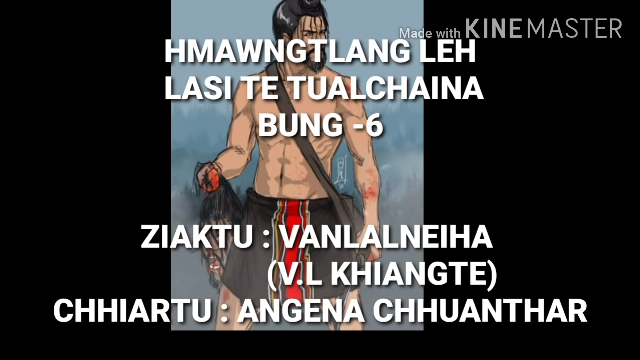 Made with KINEMASTER
HMAWNGTLANG LEH
LASI TE TUALCHAINA
BUNG -6
ZIAKTU : VANLALNEIHA
(V.L KHIANGTE)
CHHIARTU : ANGENA CHHUANTHAR